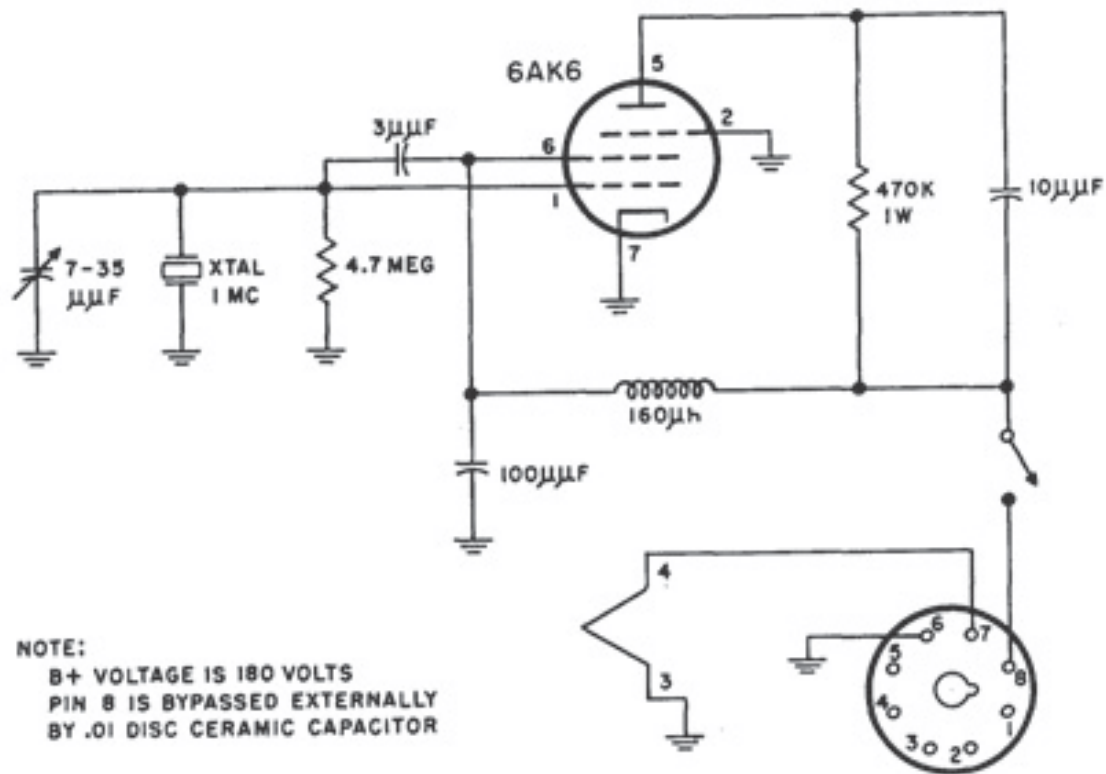 6AK6
5
2
3μμF
6
1
7
470K
1W
10μμF
7-35
μμF
XTAL
1 MC
4.7 MEG
160μh
100μμF
4
3
6
7
5
8
4
1
3
2
NOTE:
B+ VOLTAGE IS 180 VOLTS
PIN 8 IS BYPASSED EXTERNALLY
BY .01 DISC CERAMIC CAPACITOR